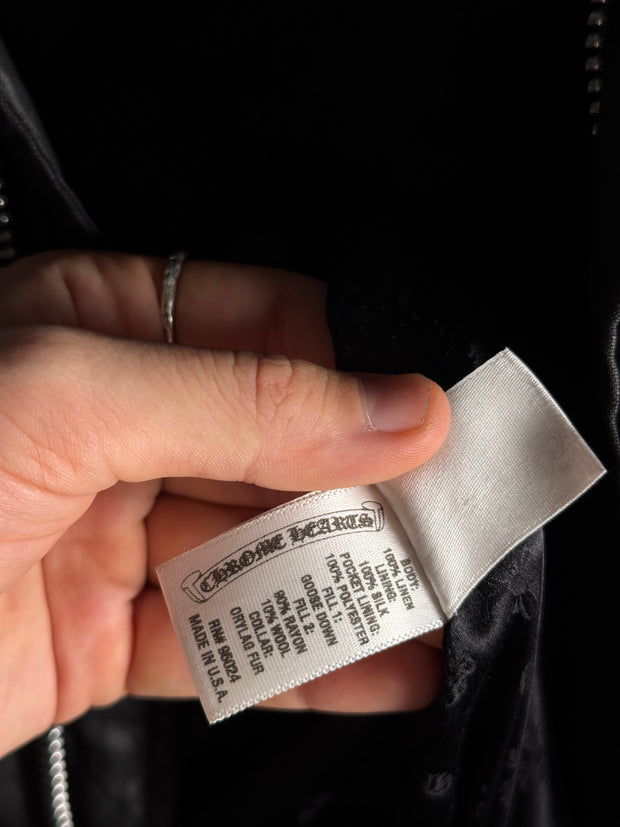 CHROME HEARTS
BODY:
100% LINEN
LINING:
100% SILK
POCKET LINING:
100% POLYESTER
FILL 1:
GOOSE DOWN
FILL 2:
90% RAYON
10% WOOL
COLLAR:
ORYLAG FUR
RN# 95024
MADE IN U.S.A.